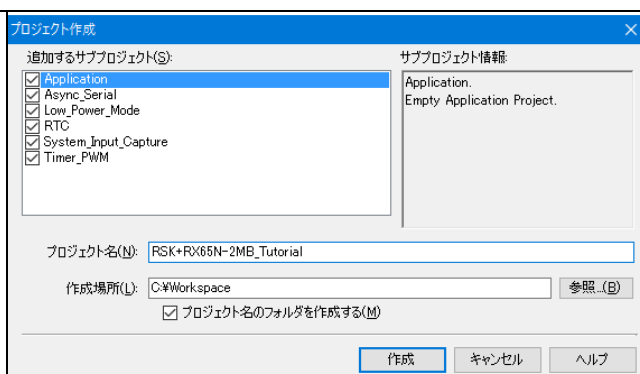 プロジェクト作成
追加するサブプロジェクト(S):
Application
Async_Serial
Low_Power_Mode
RTC
System_Input_Capture
Timer_PWM
サブプロジェクト情報:
Application.
Empty Application Project.
プロジェクト名(N): RSK+RX65N-2MB_Tutorial
作成場所(L): C:¥Workspace 参照...(B)
プロジェクト名のフォルダを作成する(M)
作成 キャンセル ヘルプ